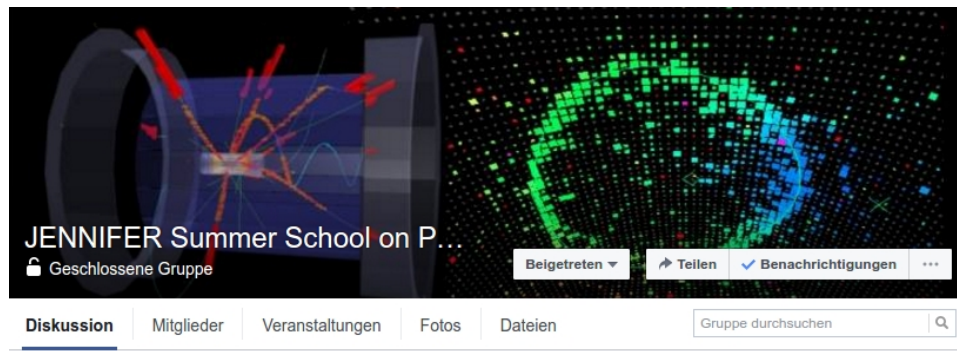 JENNIFER Summer School on P...
Geschlossene Gruppe
Beigetreten Teilen Benachrichtigungen
Diskussion Mitglieder Veranstaltungen Fotos Dateien Gruppe durchsuchen